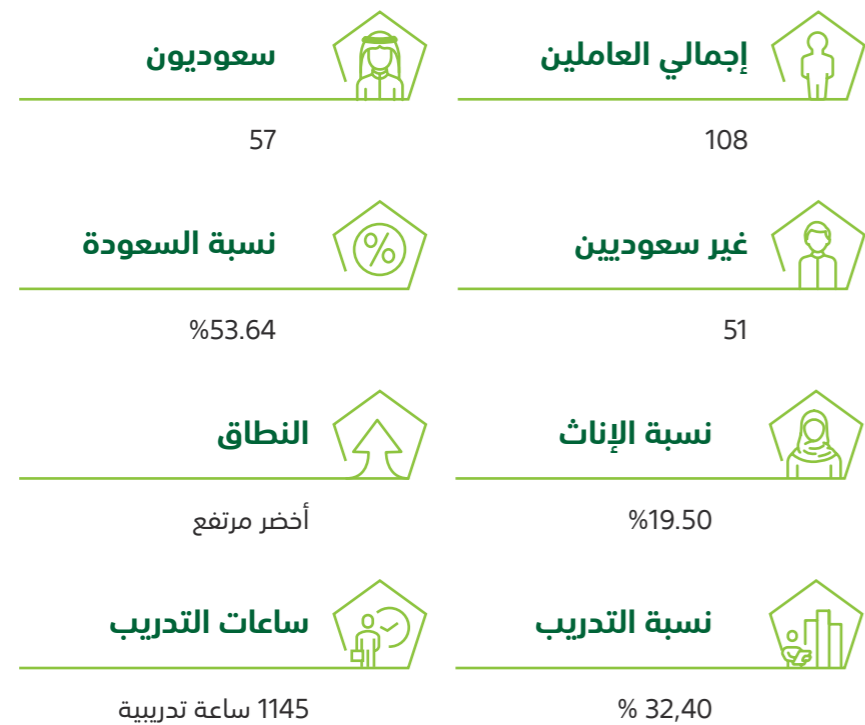 إجمالي العاملين
108
سعوديون
57
غير سعوديين
51
نسبة السعودة
%53.64
نسبة الإناث
%19.50
النطاق
أخضر مرتفع
نسبة التدريب
% 32,40
ساعات التدريب
1145 ساعة تدريبية